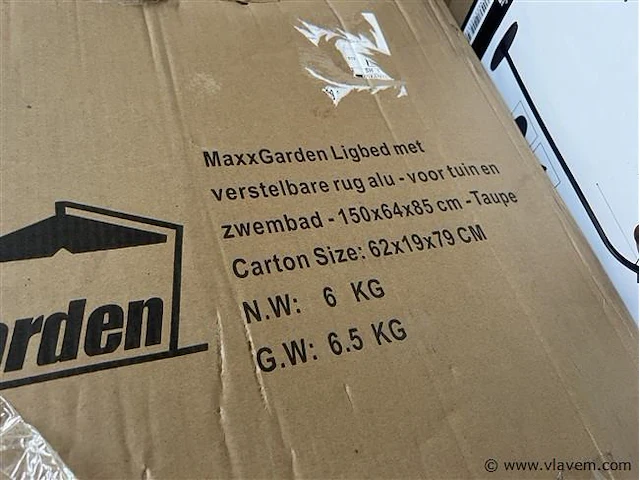 MaxxGarden Ligbed met
verstelbare rug alu - voor tuin en
zwembad - 150x64x85 cm - Taupe
Carton Size: 62x19x79 CM
N.W: 6 KG
G.W: 6.5 KG
arden
© www.vlavem.com